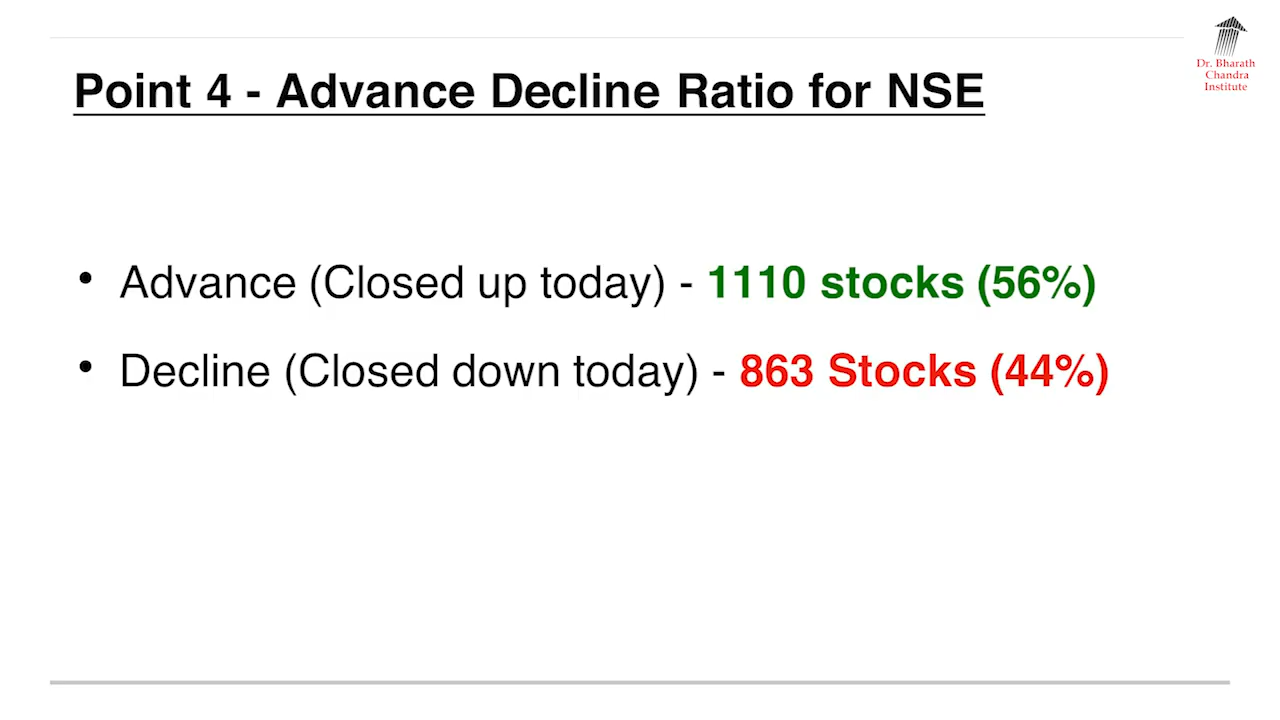 Dr. Bharath
Chandra
Institute
Point 4 - Advance Decline Ratio for NSE
• Advance (Closed up today) - 1110 stocks (56%)
• Decline (Closed down today) - 863 Stocks (44%)